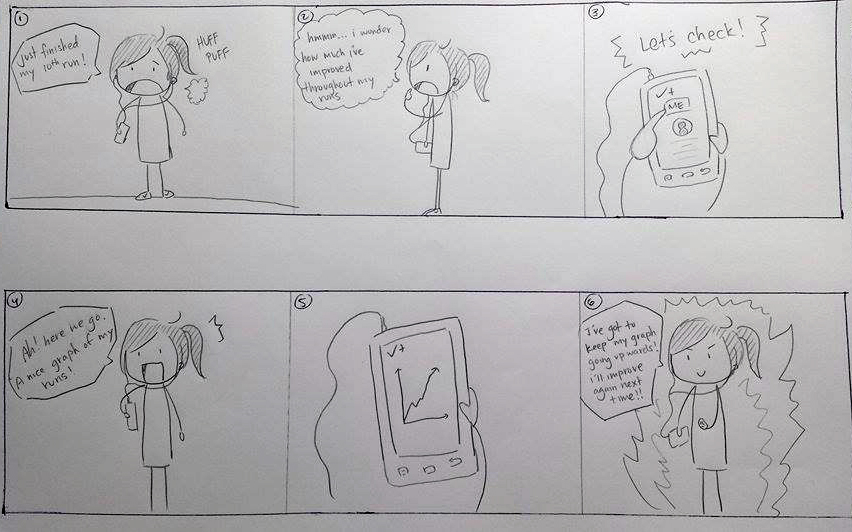 1
just finished
my 10th run!
HUFF
PUFF
2
hmmm... i wonder
how much i've
improved
throughout my
runs
3
Let's check!
✓+
ME
4
Ah! here we go.
A nice graph of my
runs!
5
✓+
6
I've got to
keep my graph
going upwards!
i'll improve
again next
time!!